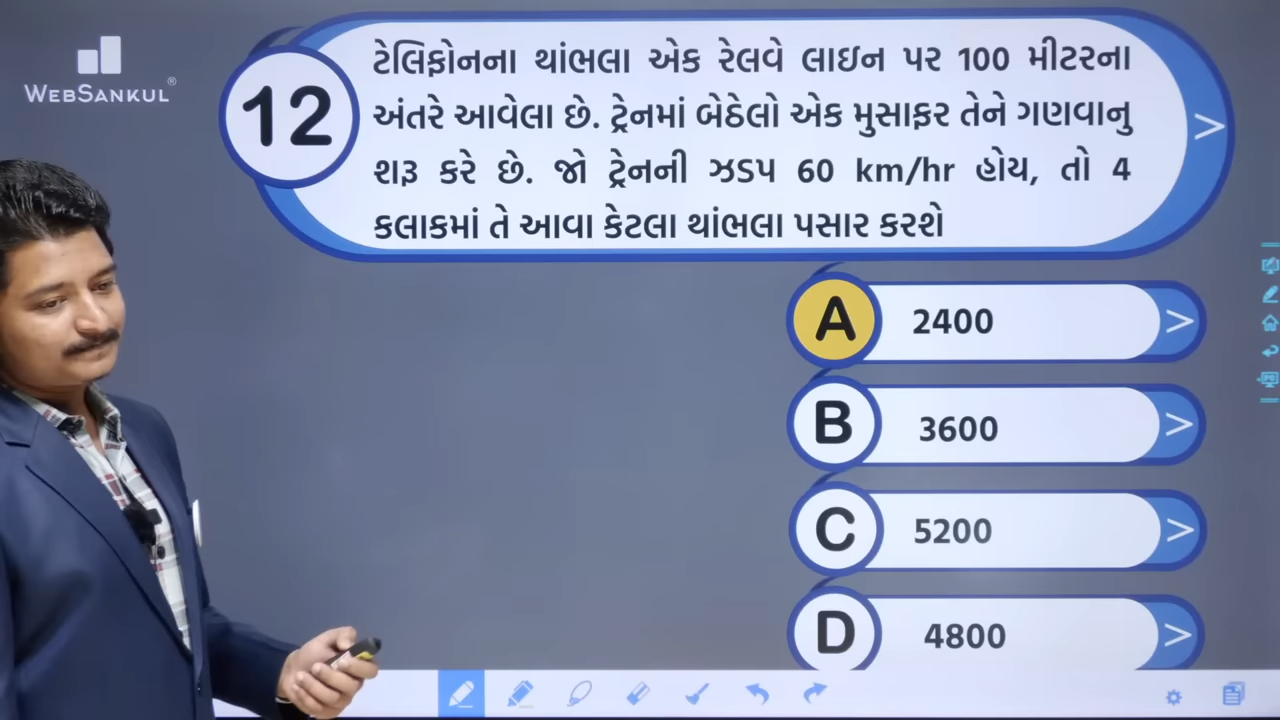 WEBSANKUL®
12
ટેલિફોનના થાંભલા એક રેલવે લાઇન પર 100 મીટરના
અંતરે આવેલા છે. ટ્રેનમાં બેઠેલો એક મુસાફર તેને ગણવાનુ
શરૂ કરે છે. જો ટ્રેનની ઝડપ 60 km/hr હોય, તો 4
કલાકમાં તે આવા કેટલા થાંભલા પસાર કરશે
A 2400
B 3600
C 5200
D 4800